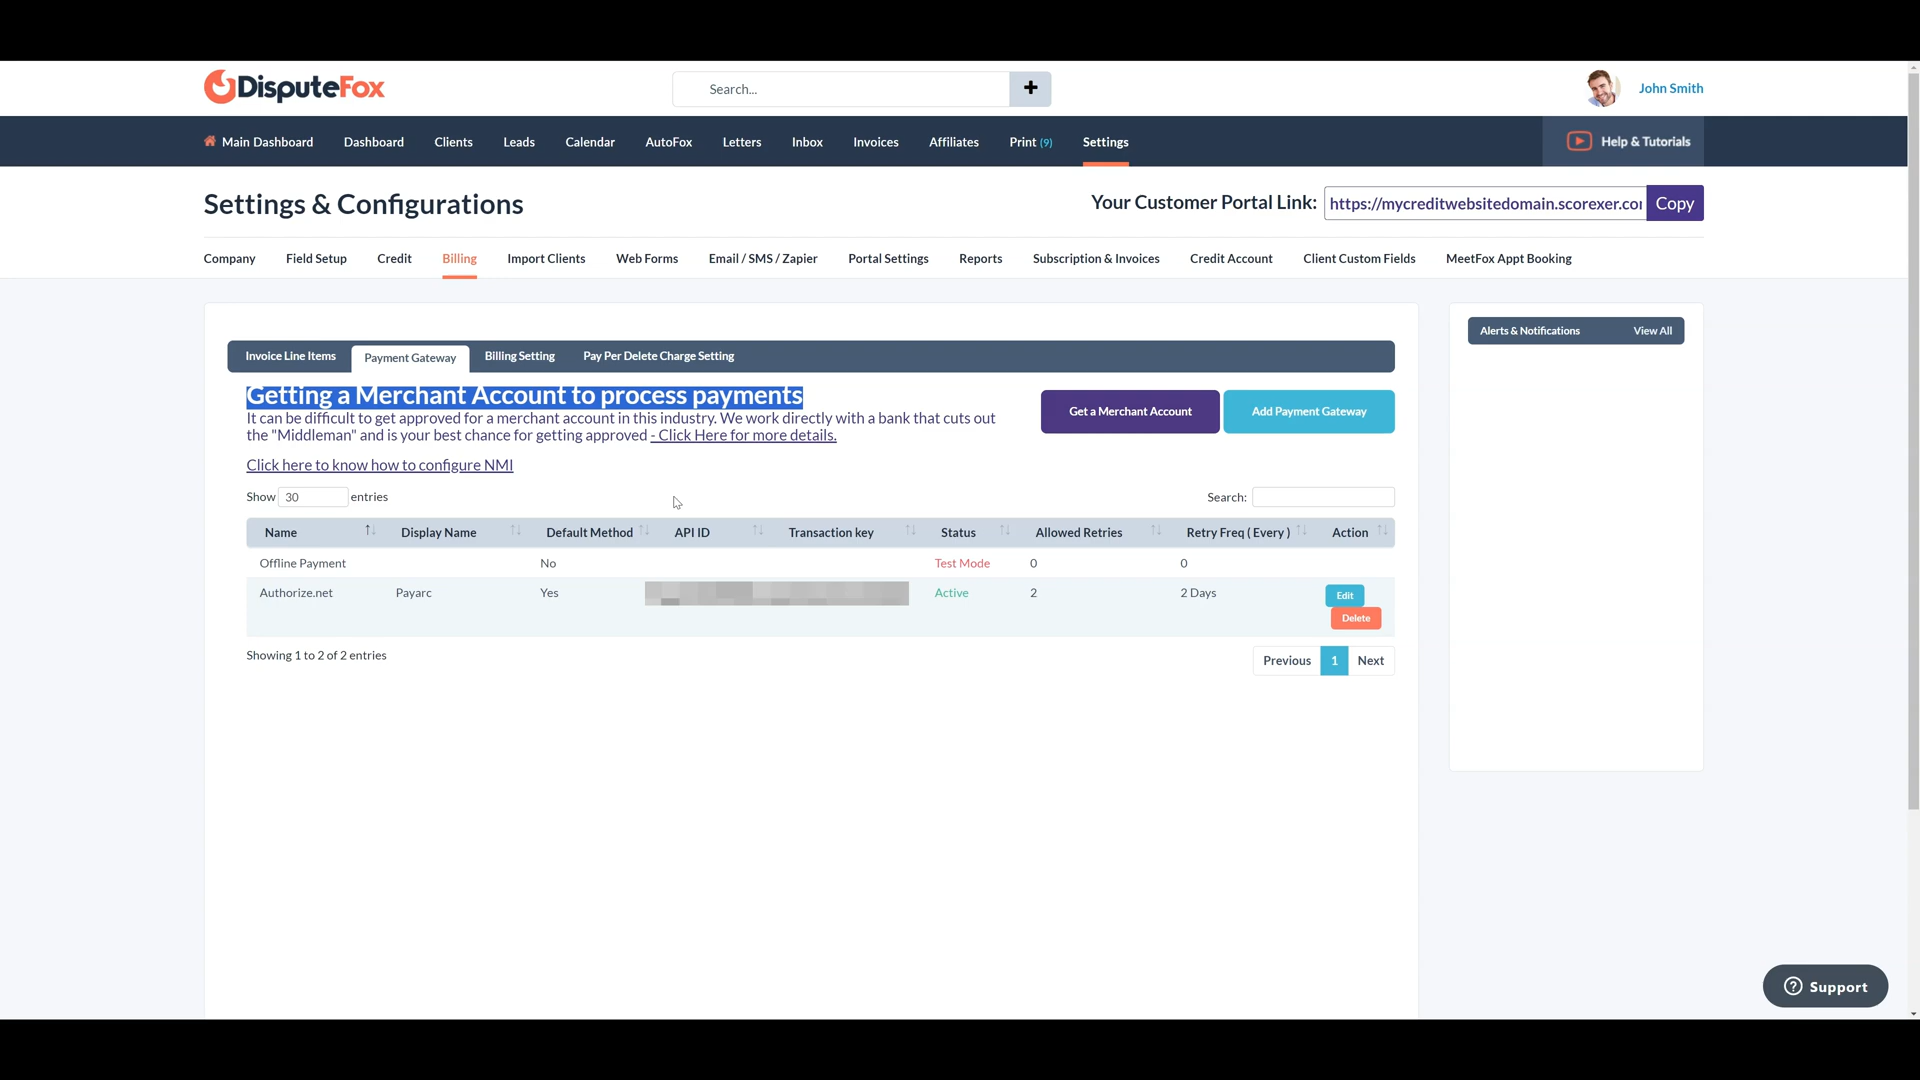 DisputeFox
Search...
John Smith
Main Dashboard Dashboard Clients Leads Calendar AutoFox Letters Inbox Invoices Affiliates Print (9) Settings Help & Tutorials
Settings & Configurations
Your Customer Portal Link: https://mycreditwebsitedomain.scorexer.co Copy
Company Field Setup Credit Billing Import Clients Web Forms Email / SMS / Zapier Portal Settings Reports Subscription & Invoices Credit Account Client Custom Fields MeetFox Appt Booking
Invoice Line Items Payment Gateway Billing Setting Pay Per Delete Charge Setting
Getting a Merchant Account to process payments
It can be difficult to get approved for a merchant account in this industry. We work directly with a bank that cuts out
the "Middleman" and is your best chance for getting approved - Click Here for more details.
Get a Merchant Account Add Payment Gateway
Click here to know how to configure NMI
Show 30 entries
Search:
Name Display Name Default Method API ID Transaction key Status Allowed Retries Retry Freq ( Every ) Action
Offline Payment No Test Mode 0 0
Authorize.net Payarc Yes Active 2 2 Days Edit
Delete
Showing 1 to 2 of 2 entries
Previous 1 Next
Alerts & Notifications View All
Support